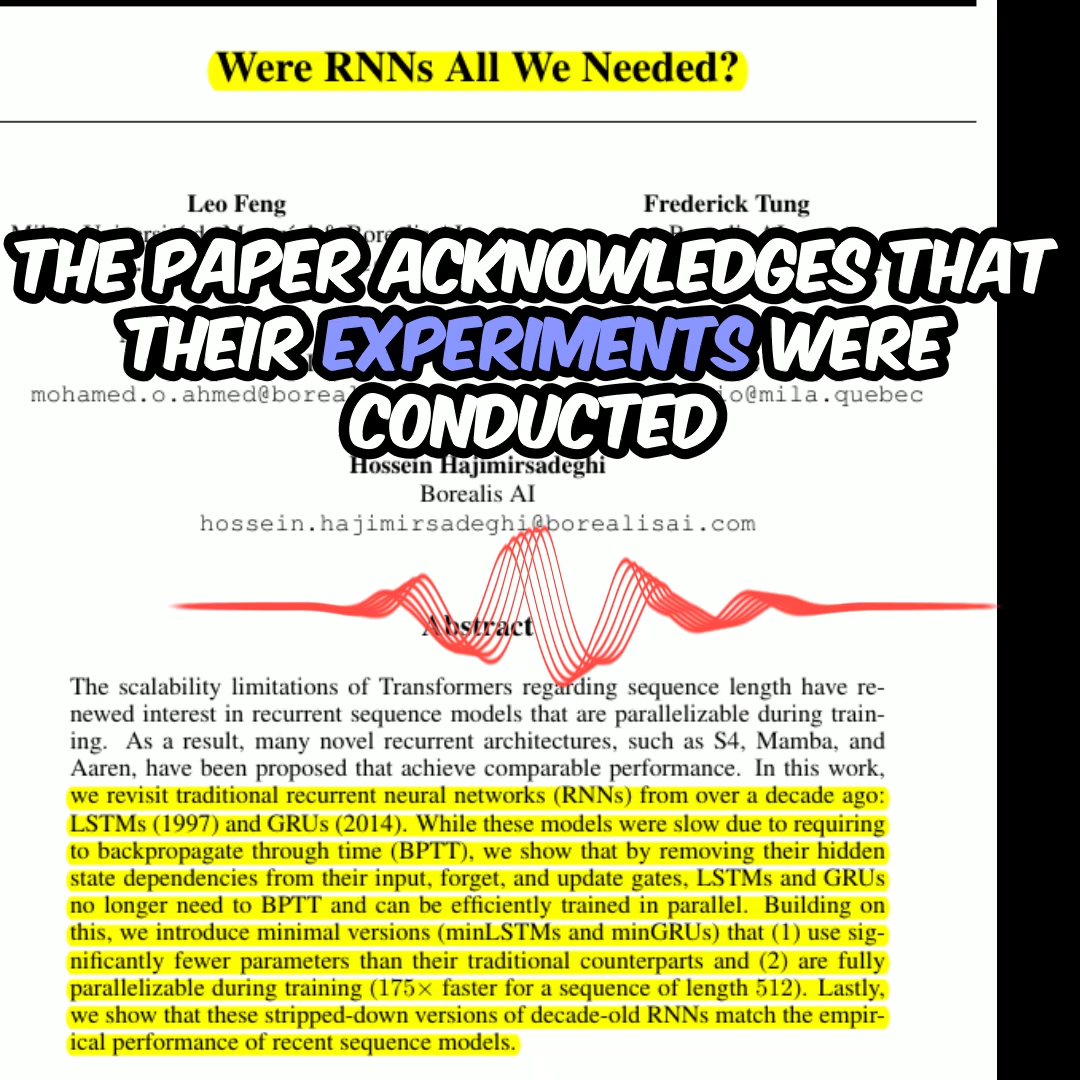 Were RNNs All We Needed?
Leo Feng
Frederick Tung
THE PAPER ACKNOWLEDGES THAT
THEIR EXPERIMENTS WERE
CONDUCTED
mohamed.o.ahmed@boreal
io@mila.quebec
Hossein Hajimirsadeghi
Borealis AI
hossein.hajimirsadeghi@borealisai.com
Abstract
The scalability limitations of Transformers regarding sequence length have re-
newed interest in recurrent sequence models that are parallelizable during train-
ing. As a result, many novel recurrent architectures, such as S4, Mamba, and
Aaren, have been proposed that achieve comparable performance. In this work,
we revisit traditional recurrent neural networks (RNNs) from over a decade ago:
LSTMs (1997) and GRUs (2014). While these models were slow due to requiring
to backpropagate through time (BPTT), we show that by removing their hidden
state dependencies from their input, forget, and update gates, LSTMs and GRUs
no longer need to BPTT and can be efficiently trained in parallel. Building on
this, we introduce minimal versions (minLSTMs and minGRUs) that (1) use sig-
nificantly fewer parameters than their traditional counterparts and (2) are fully
parallelizable during training (175× faster for a sequence of length 512). Lastly,
we show that these stripped-down versions of decade-old RNNs match the empir-
ical performance of recent sequence models.